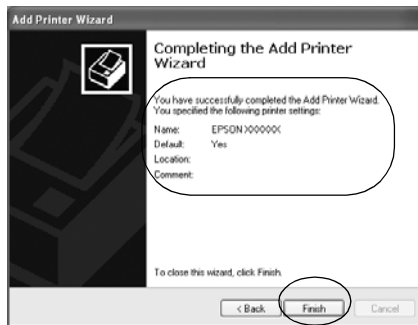 Add Printer Wizard
Completing the Add Printer
Wizard
You have successfully completed the Add Printer Wizard.
You specified the following printer settings:
Name: EPSON XXXXXX
Default: Yes
Location:
Comment:
To close this wizard, click Finish.
< Back Finish Cancel